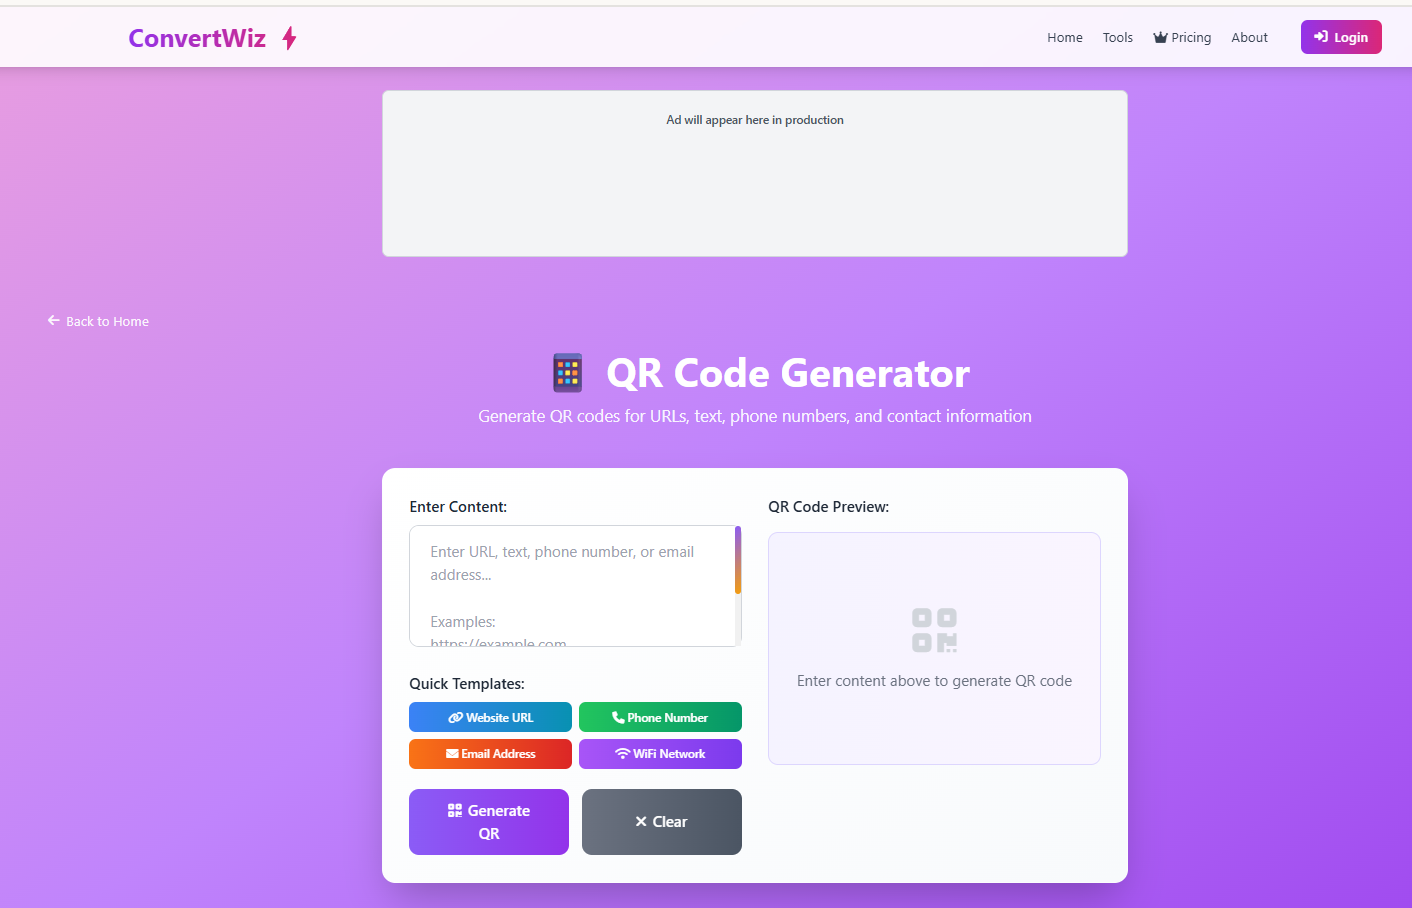 ConvertWiz
Home
Tools
Pricing
About
Login
Ad will appear here in production
Back to Home
QR Code Generator
Generate QR codes for URLs, text, phone numbers, and contact information
Enter Content:
Enter URL, text, phone number, or email
address...
Examples:
https://example.com
Quick Templates:
Website URL
Phone Number
Email Address
WiFi Network
Generate
QR
Clear
QR Code Preview:
Enter content above to generate QR code